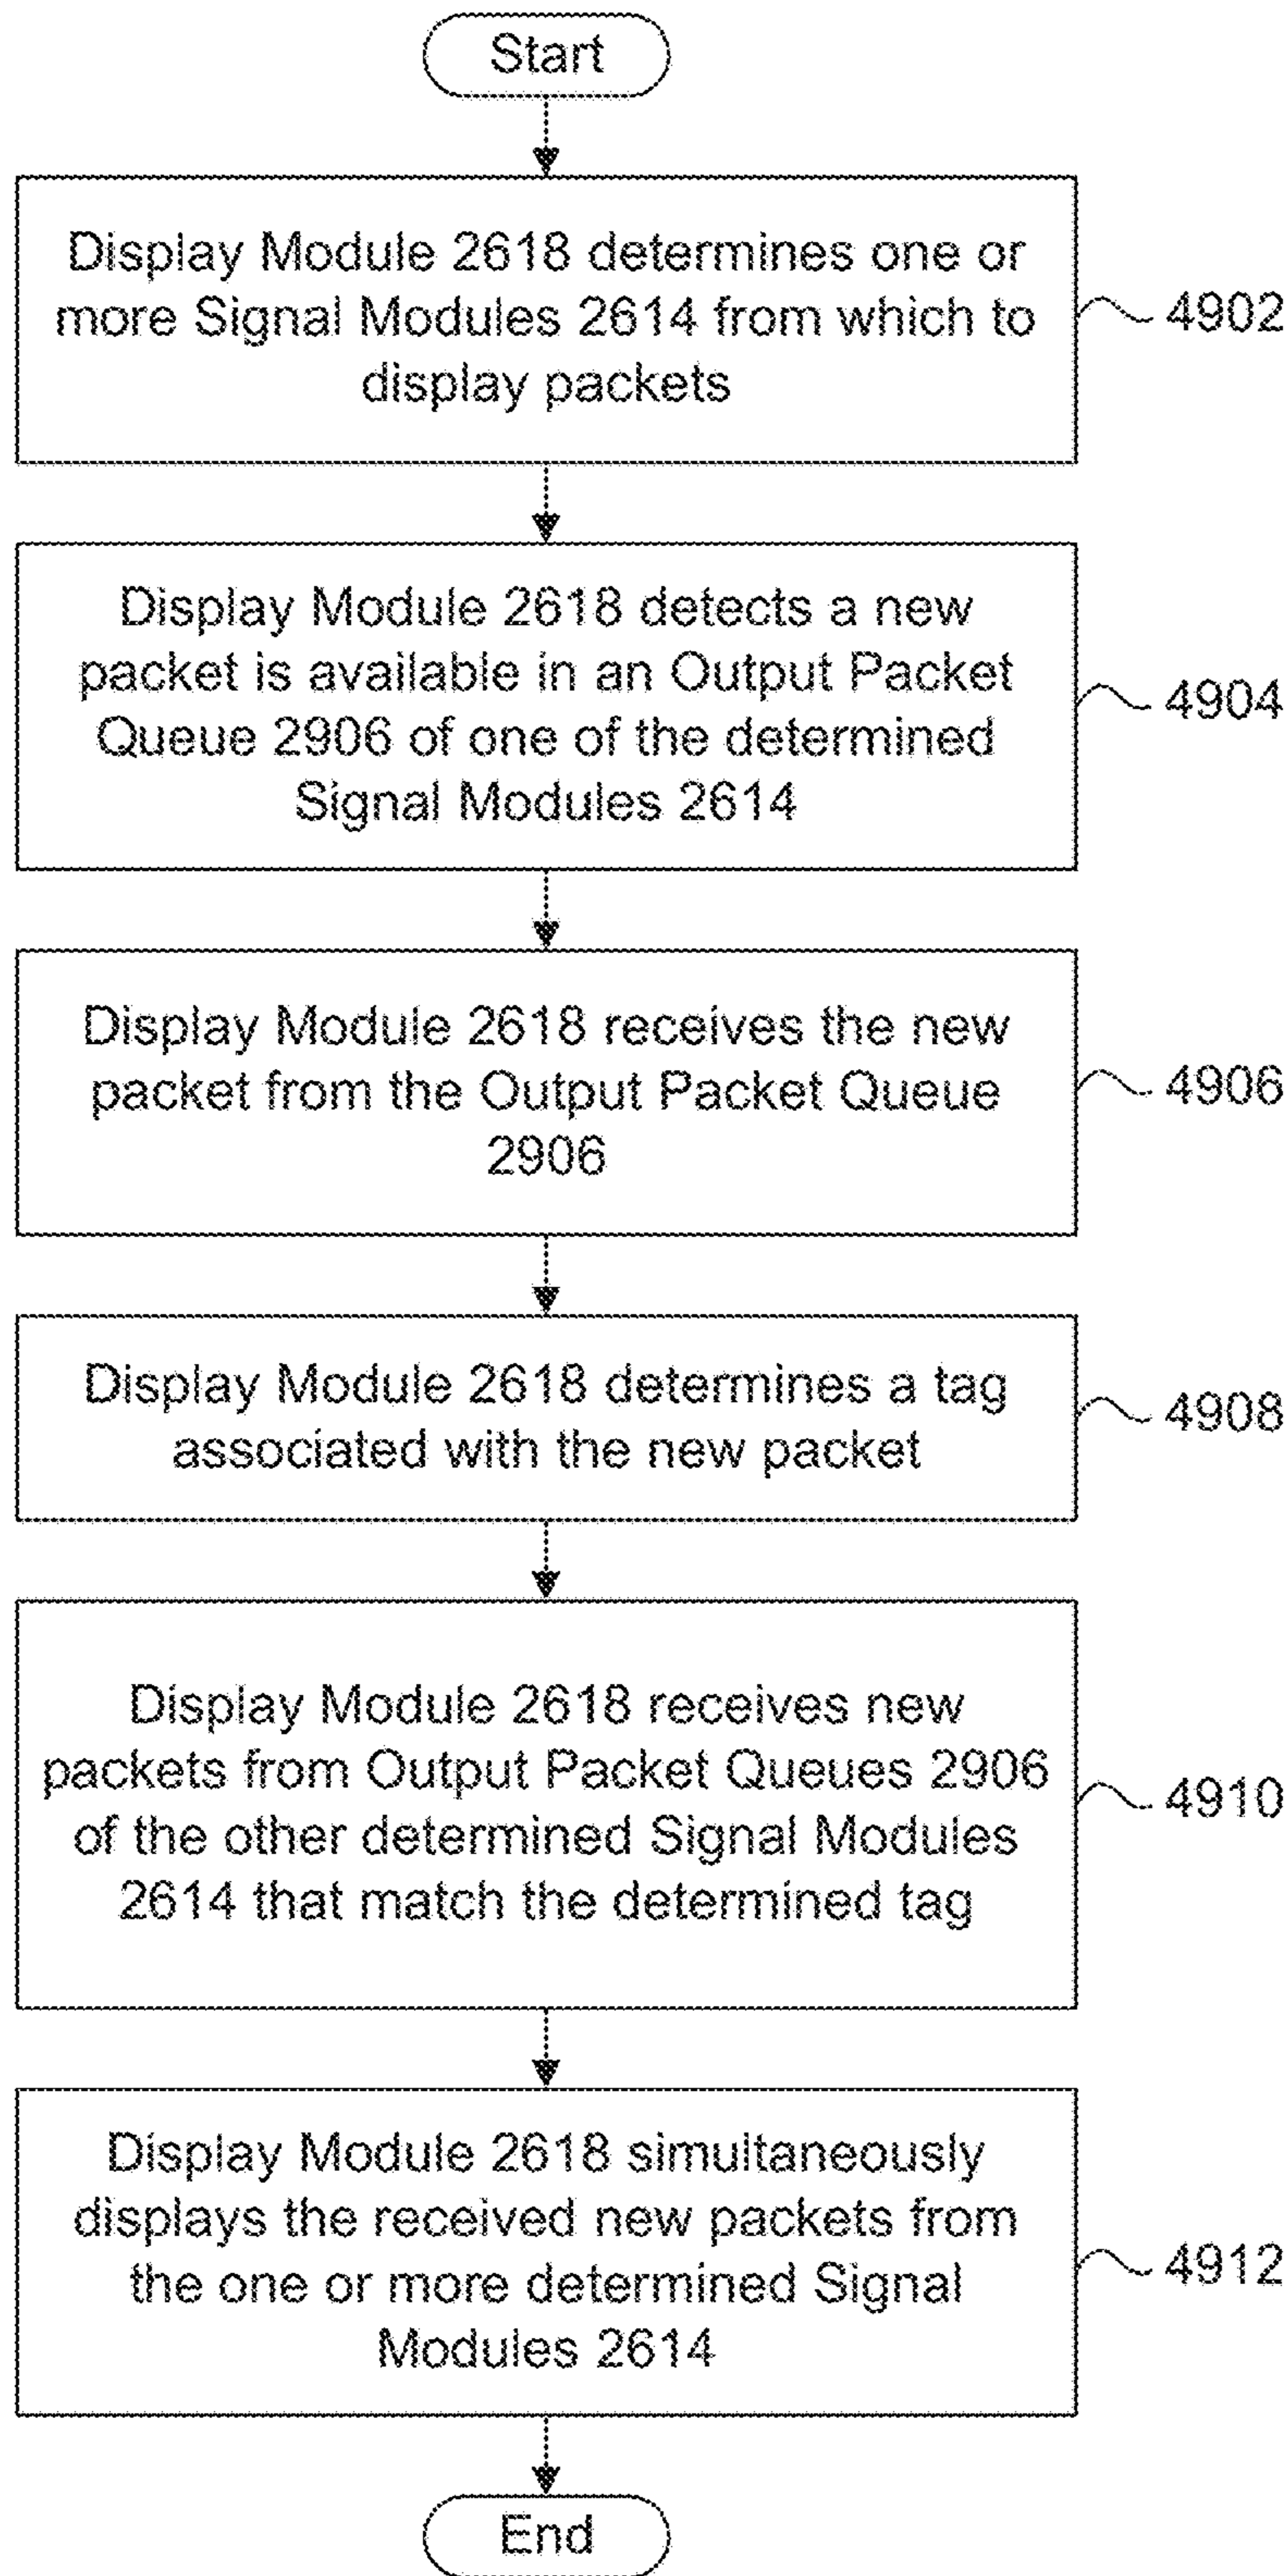 Start
Display Module 2618 determines one or
more Signal Modules 2614 from which to
display packets
4902
Display Module 2618 detects a new
packet is available in an Output Packet
Queue 2906 of one of the determined
Signal Modules 2614
4904
Display Module 2618 receives the new
packet from the Output Packet Queue
2906
4906
Display Module 2618 determines a tag
associated with the new packet
4908
Display Module 2618 receives new
packets from Output Packet Queues 2906
of the other determined Signal Modules
2614 that match the determined tag
4910
Display Module 2618 simultaneously
displays the received new packets from
the one or more determined Signal
Modules 2614
4912
End